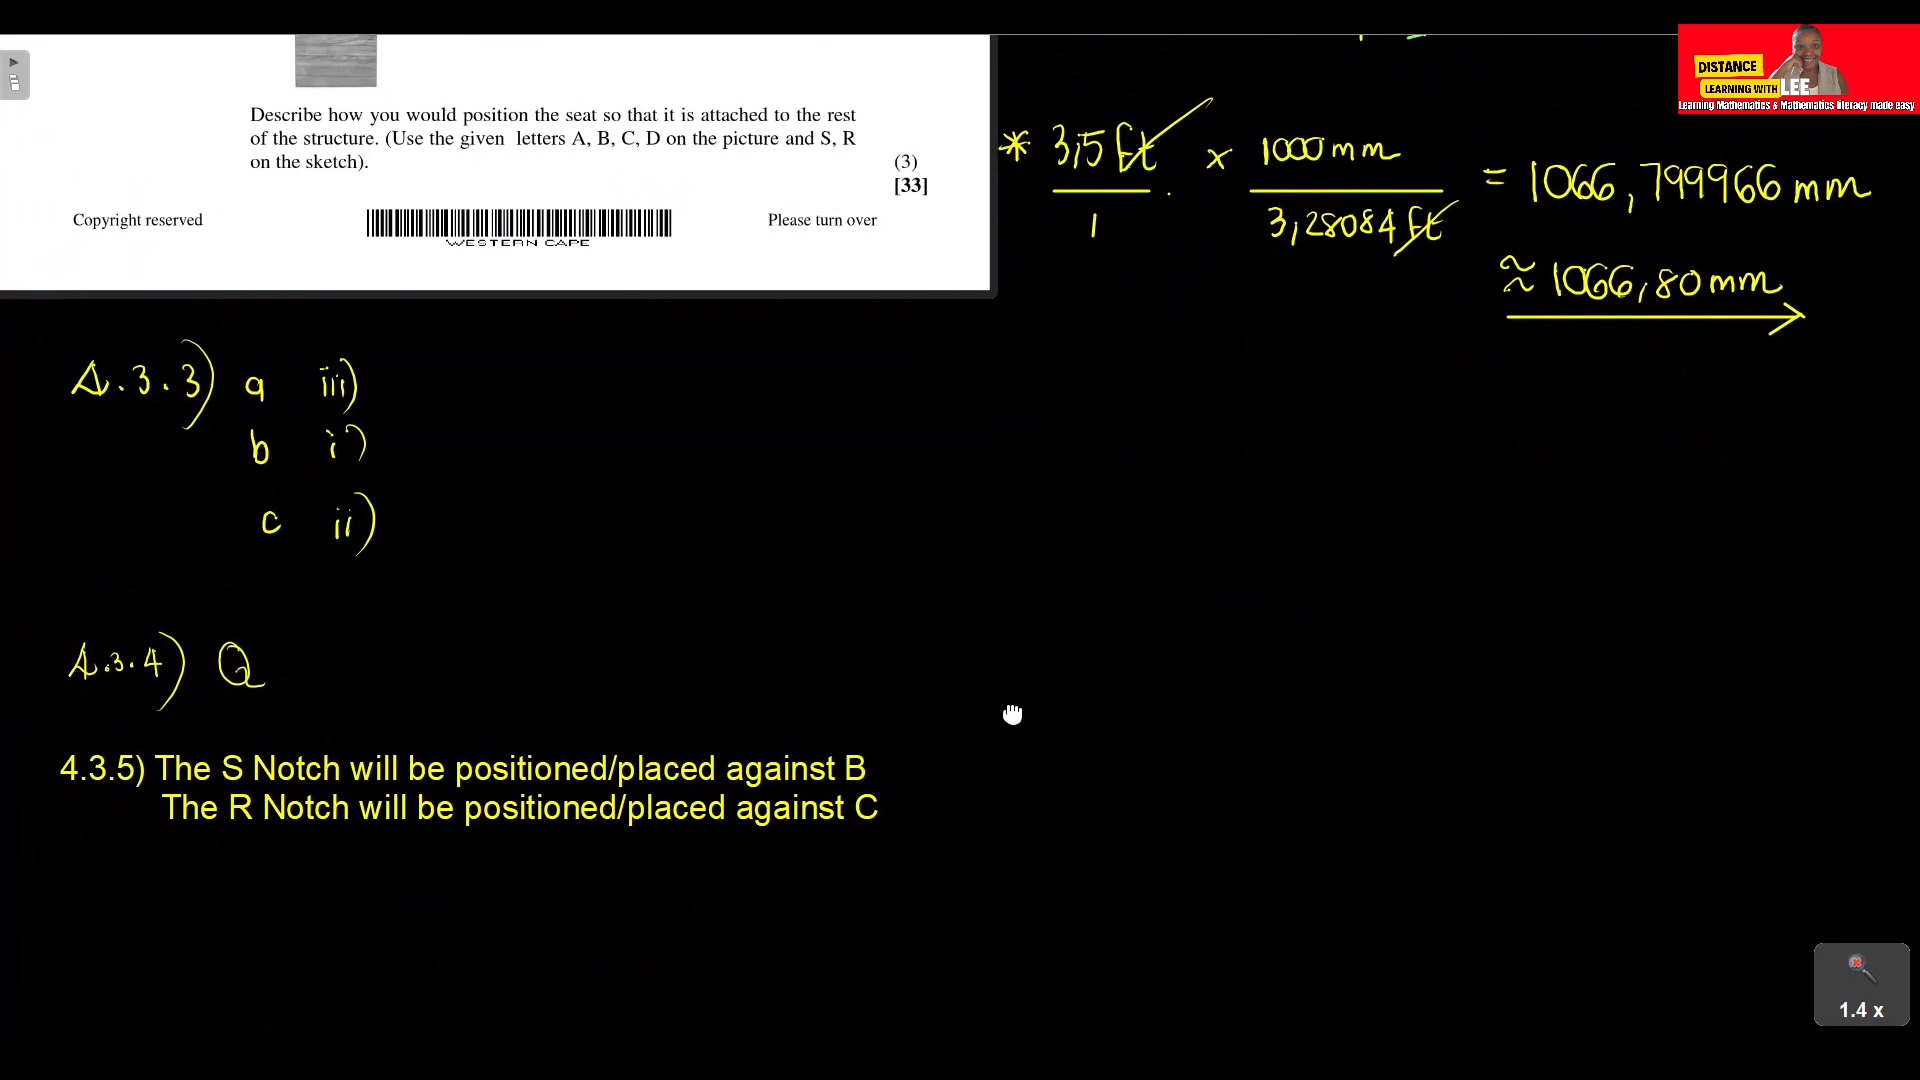 Describe how you would position the seat so that it is attached to the rest
of the structure. (Use the given letters A, B, C, D on the picture and S, R
on the sketch).
(3)
[33]
Copyright reserved
WESTERN CAPE
Please turn over
DISTANCE
LEARNING WITH LEE
Learning Mathematics & Mathematics literacy made easy
* 3,5 ft / 1 . × 1000 mm / 3,28084 ft = 1066,799966 mm
≈ 1066,80 mm
4.3.3) a iii)
b i)
c ii)
4.3.4) Q
4.3.5) The S Notch will be positioned/placed against B
The R Notch will be positioned/placed against C
1.4 x